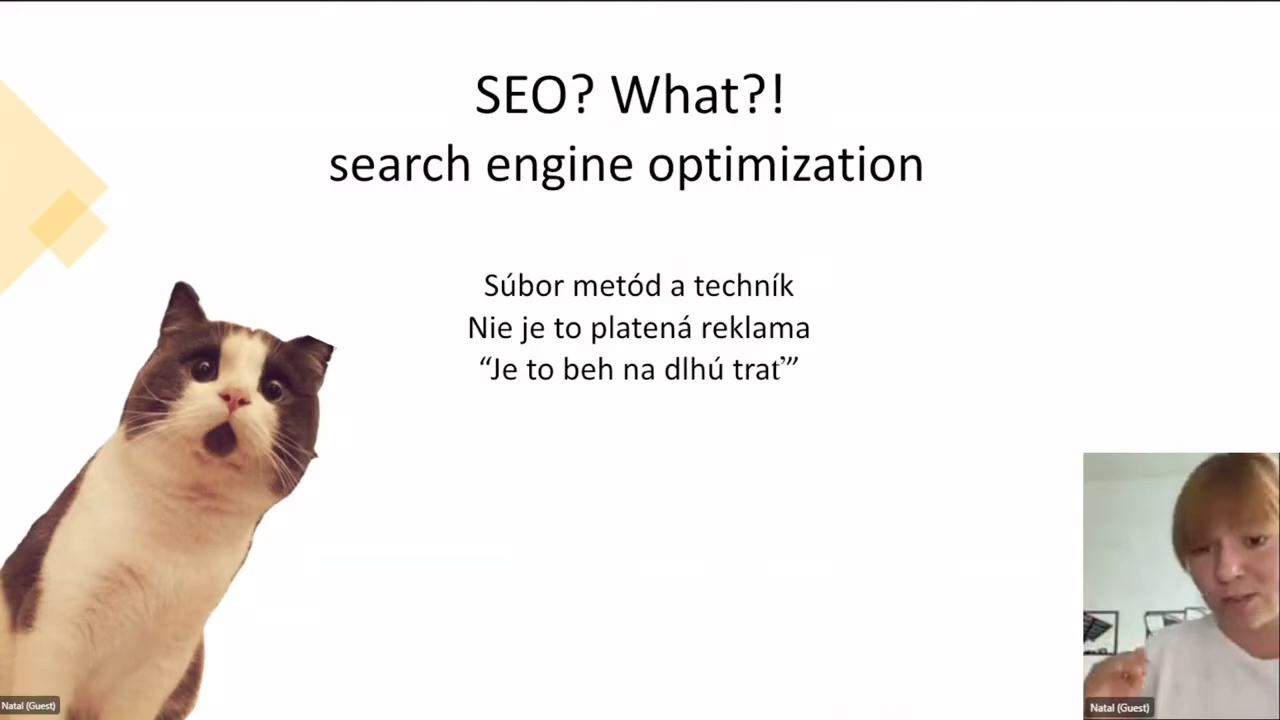 SEO? What?!
search engine optimization
Súbor metód a techník
Nie je to platená reklama
“Je to beh na dlhú trať”
Natal (Guest)
Natal (Guest)